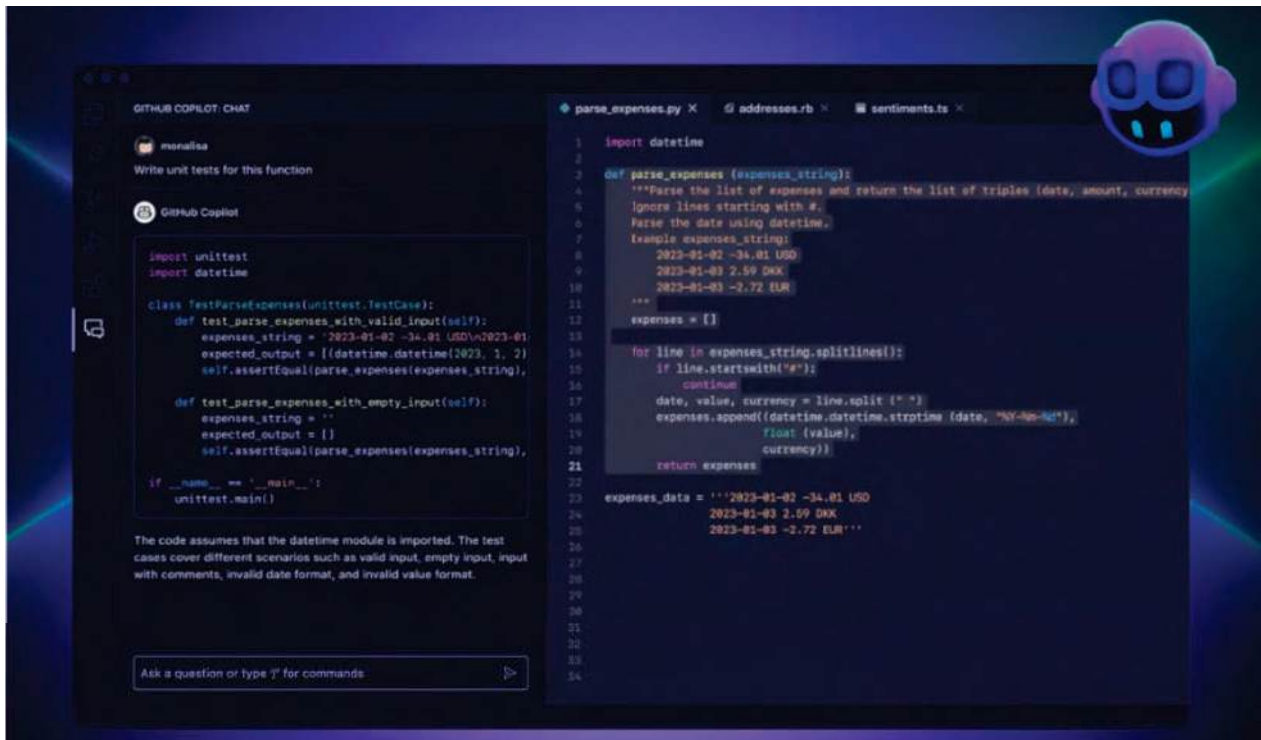 GITHUB COPILOT: CHAT
monalisa
Write unit tests for this function
GitHub Copilot
import unittest
import datetime
class TestParseExpenses(unittest.TestCase):
def test_parse_expenses_with_valid_input(self):
expenses_string = '2023-01-02 -34.01 USD\n2023-01-
expected_output = [(datetime.datetime(2023, 1, 2)
self.assertEqual(parse_expenses(expenses_string),
def test_parse_expenses_with_empty_input(self):
expenses_string = ''
expected_output = []
self.assertEqual(parse_expenses(expenses_string),
if __name__ == '__main__':
unittest.main()
The code assumes that the datetime module is imported. The test
cases cover different scenarios such as valid input, empty input, input
with comments, invalid date format, and invalid value format.
Ask a question or type '/' for commands
parse_expenses.py × addresses.rb × sentiments.ts ×
1 import datetime
2
3 def parse_expenses (expenses_string):
4 """Parse the list of expenses and return the list of triples (date, amount, currency
5 Ignore lines starting with #.
6 Parse the date using datetime.
7 Example expenses_string:
8 2023-01-02 -34.01 USD
9 2023-01-03 2.59 DKK
10 2023-01-03 -2.72 EUR
11 """
12 expenses = []
13
14 for line in expenses_string.splitlines():
15 if line.startswith("#"):
16 continue
17 date, value, currency = line.split (" ")
18 expenses.append((datetime.datetime.strptime (date, "%Y-%m-%d"),
19 float (value),
20 currency))
21 return expenses
22
23 expenses_data = '''2023-01-02 -34.01 USD
24 2023-01-03 2.59 DKK
25 2023-01-03 -2.72 EUR'''
26
27
28
29
30
31
32
33
34